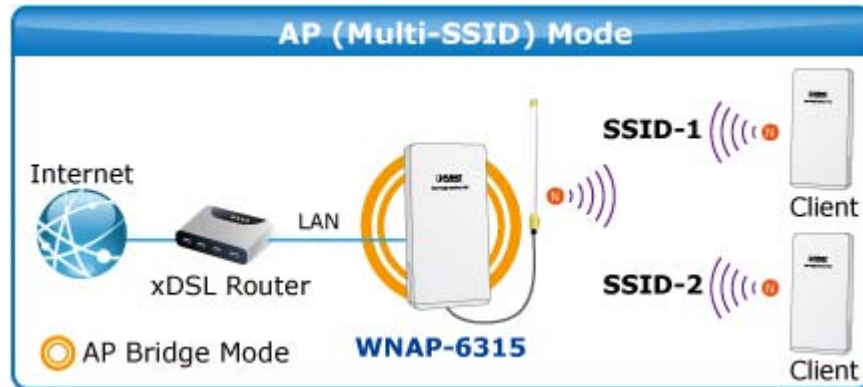 AP (Multi-SSID) Mode
Internet
LAN
xDSL Router
AP Bridge Mode
WNAP-6315
N
SSID-1
N
Client
SSID-2
N
Client